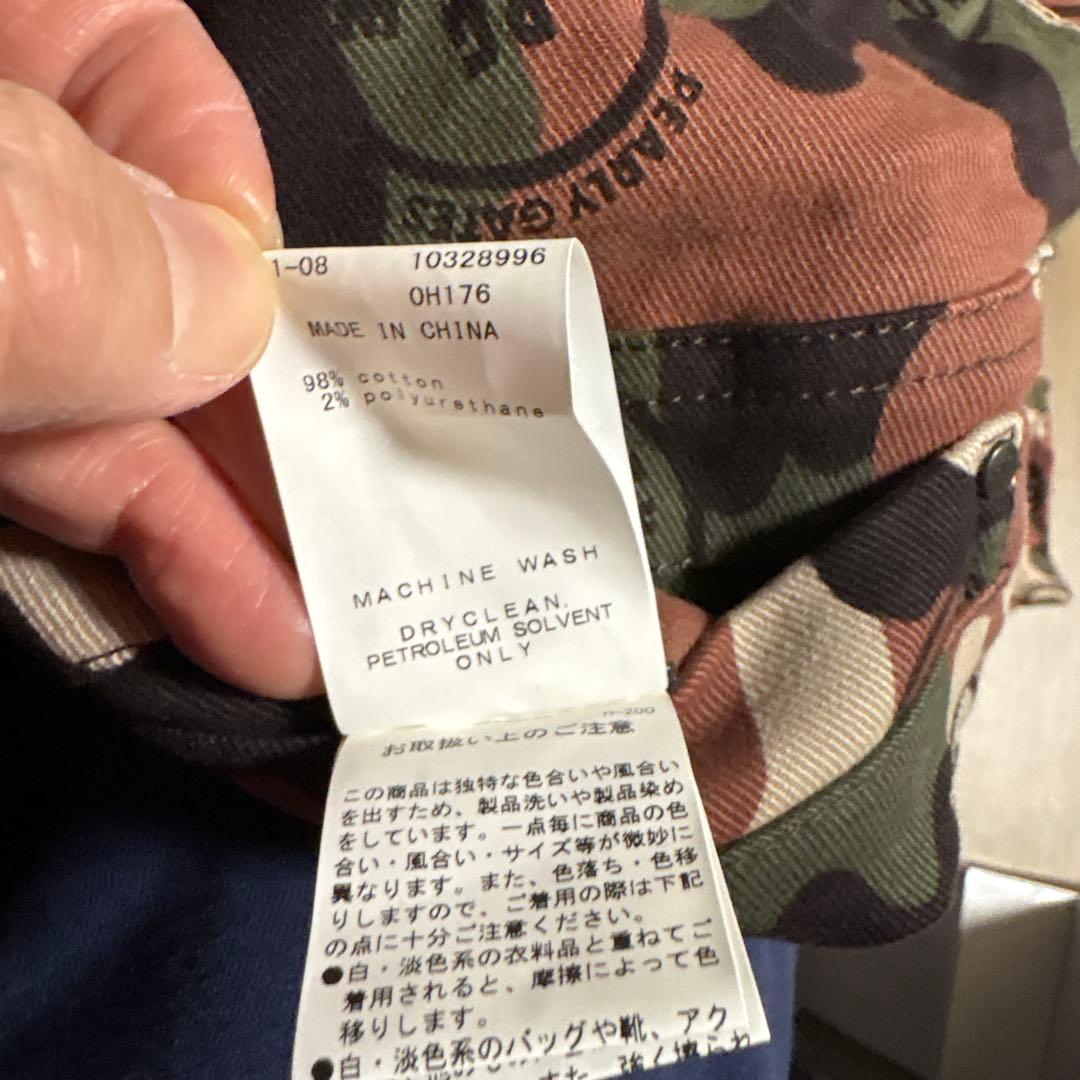 PG
PEARLY GATES
1-08 10328996
0H176
MADE IN CHINA
98% cotton
2% polyurethane
MACHINE WASH
DRYCLEAN,
PETROLEUM SOLVENT
ONLY
お取扱い上のご注意
この商品は独特な色合いや風合い
を出すため、製品洗いや製品染め
をしています。一点毎に商品の色
合い・風合い・サイズ等が微妙に
異なります。また、色落ち・色移
りしますので、ご着用の際は下記
の点に十分ご注意ください。
●白・淡色系の衣料品と重ねてご
着用されると、摩擦によって色
移りします。
●白・淡色系のバッグや靴、アク